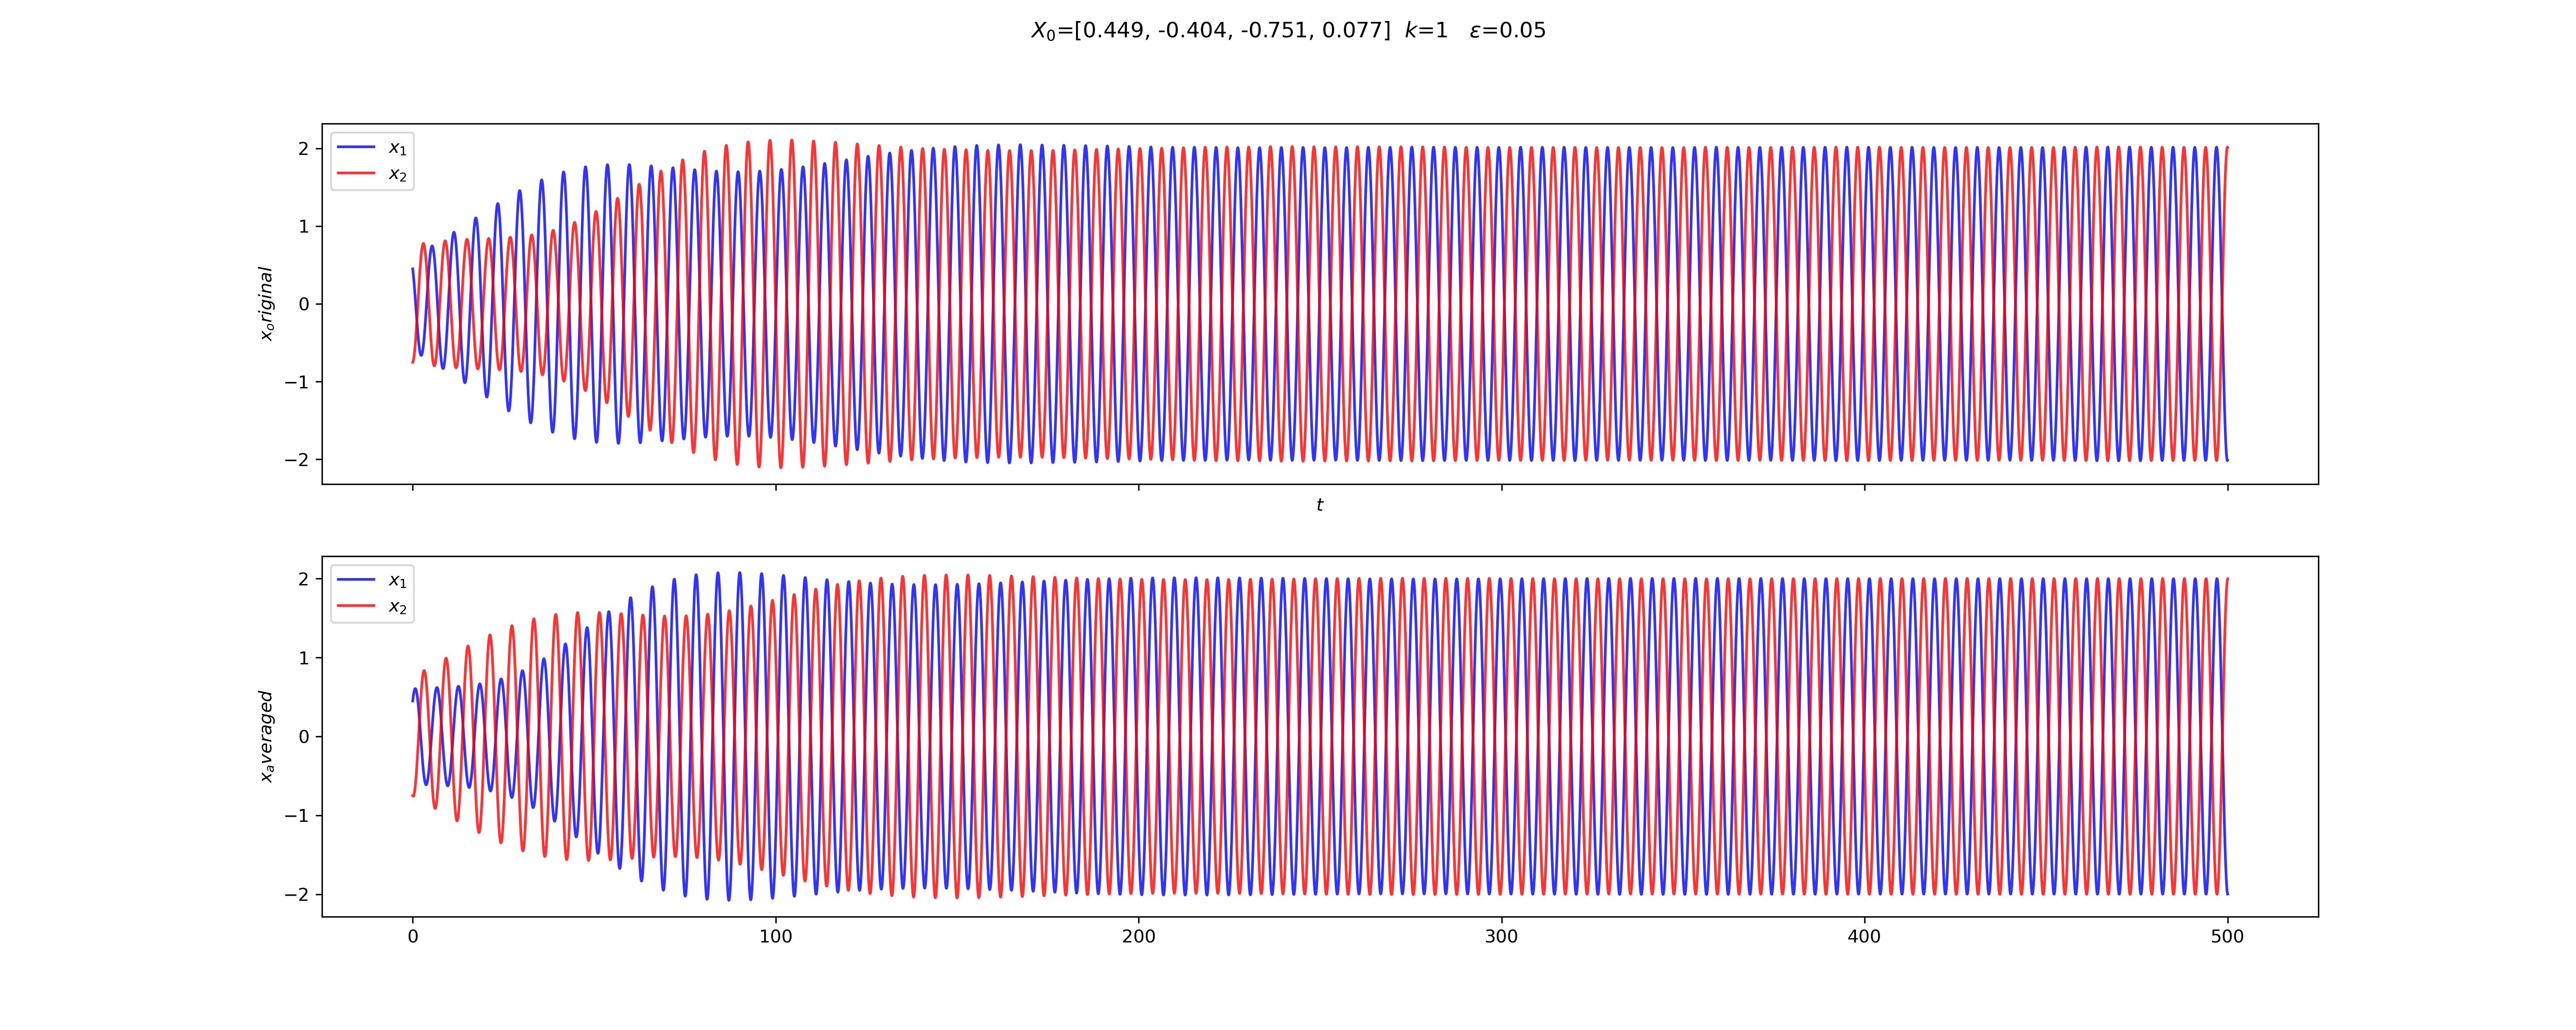 X₀=[0.449, -0.404, -0.751, 0.077] k=1 ε=0.05
x₁
x₂
2
1
0
−1
−2
xₒriginal
t
x₁
x₂
2
1
0
−1
−2
xₐveraged
0 100 200 300 400 500